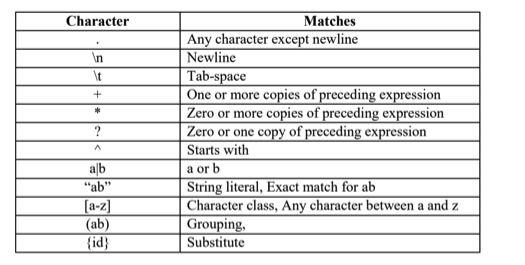 Character Matches
. Any character except newline
\n Newline
\t Tab-space
+ One or more copies of preceding expression
* Zero or more copies of preceding expression
? Zero or one copy of preceding expression
^ Starts with
a|b a or b
“ab” String literal, Exact match for ab
[a-z] Character class, Any character between a and z
(ab) Grouping,
{id} Substitute